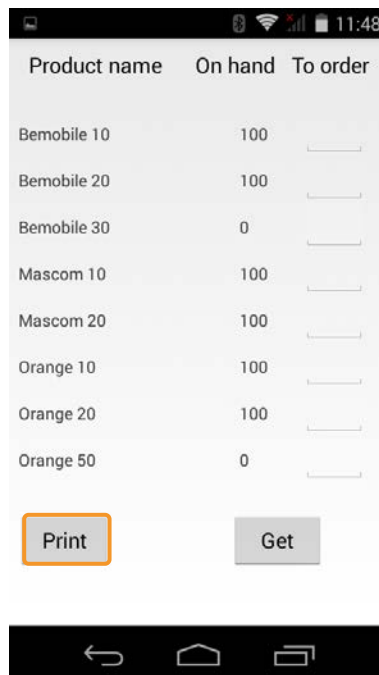 11:48
Product name On hand To order
Bemobile 10 100
Bemobile 20 100
Bemobile 30 0
Mascom 10 100
Mascom 20 100
Orange 10 100
Orange 20 100
Orange 50 0
Print Get